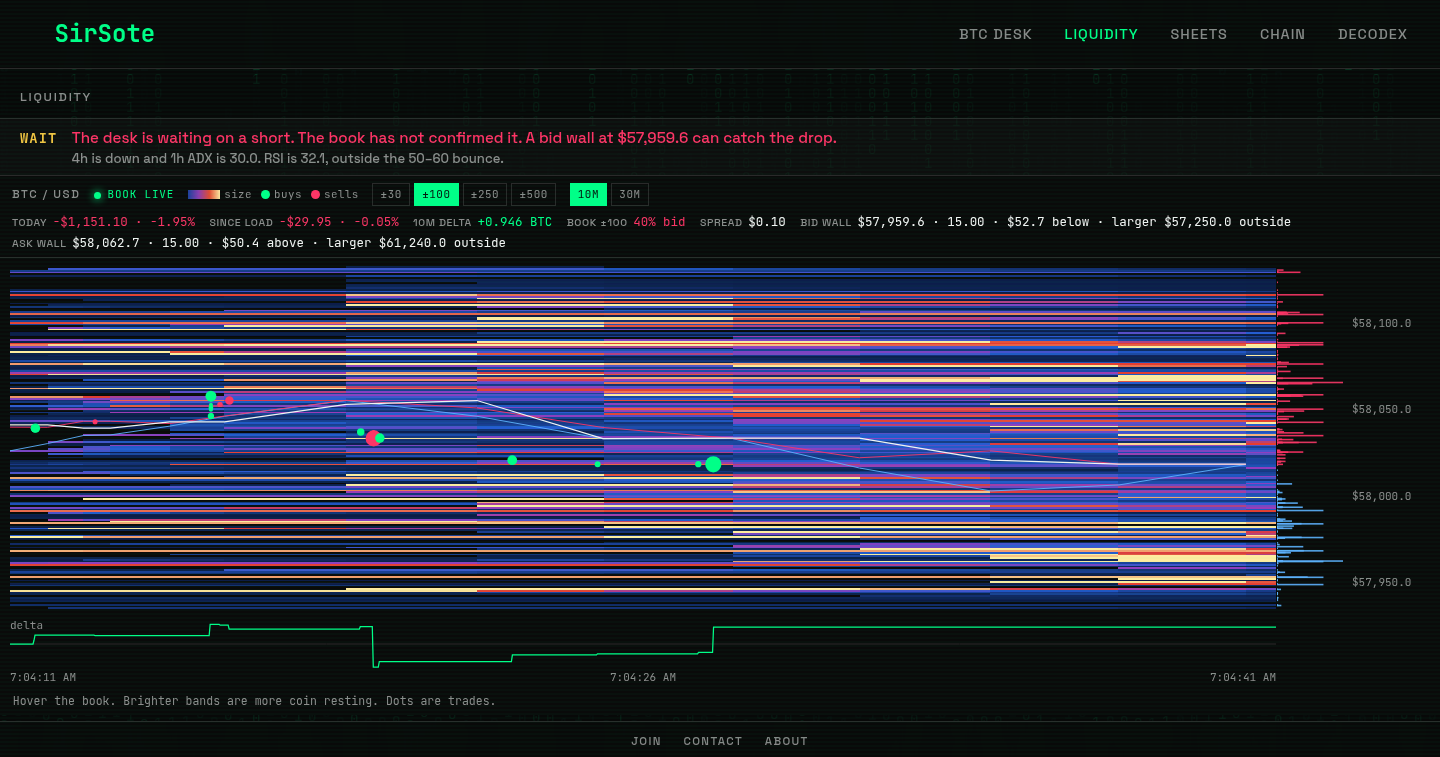 SirSote
BTC DESK LIQUIDITY SHEETS CHAIN DECODEX
LIQUIDITY
WAIT The desk is waiting on a short. The book has not confirmed it. A bid wall at $57,959.6 can catch the drop.
4h is down and 1h ADX is 30.0. RSI is 32.1, outside the 50–60 bounce.
BTC / USD BOOK LIVE size buys sells ±30 ±100 ±250 ±500 10M 30M
TODAY -$1,151.10 · -1.95% SINCE LOAD -$29.95 · -0.05% 10M DELTA +0.946 BTC BOOK ±100 40% bid SPREAD $0.10 BID WALL $57,959.6 · 15.00 · $52.7 below · larger $57,250.0 outside
ASK WALL $58,062.7 · 15.00 · $50.4 above · larger $61,240.0 outside
$58,100.0
$58,050.0
$58,000.0
$57,950.0
delta
7:04:11 AM 7:04:26 AM 7:04:41 AM
Hover the book. Brighter bands are more coin resting. Dots are trades.
JOIN CONTACT ABOUT